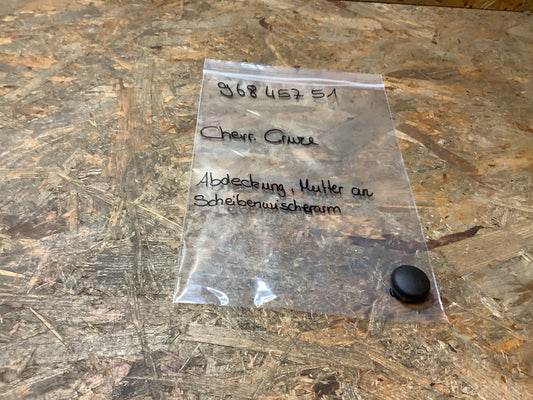 968 457 51
Chevr. Cruze
Abdeckung, Mutter an
Scheibenwischerarm